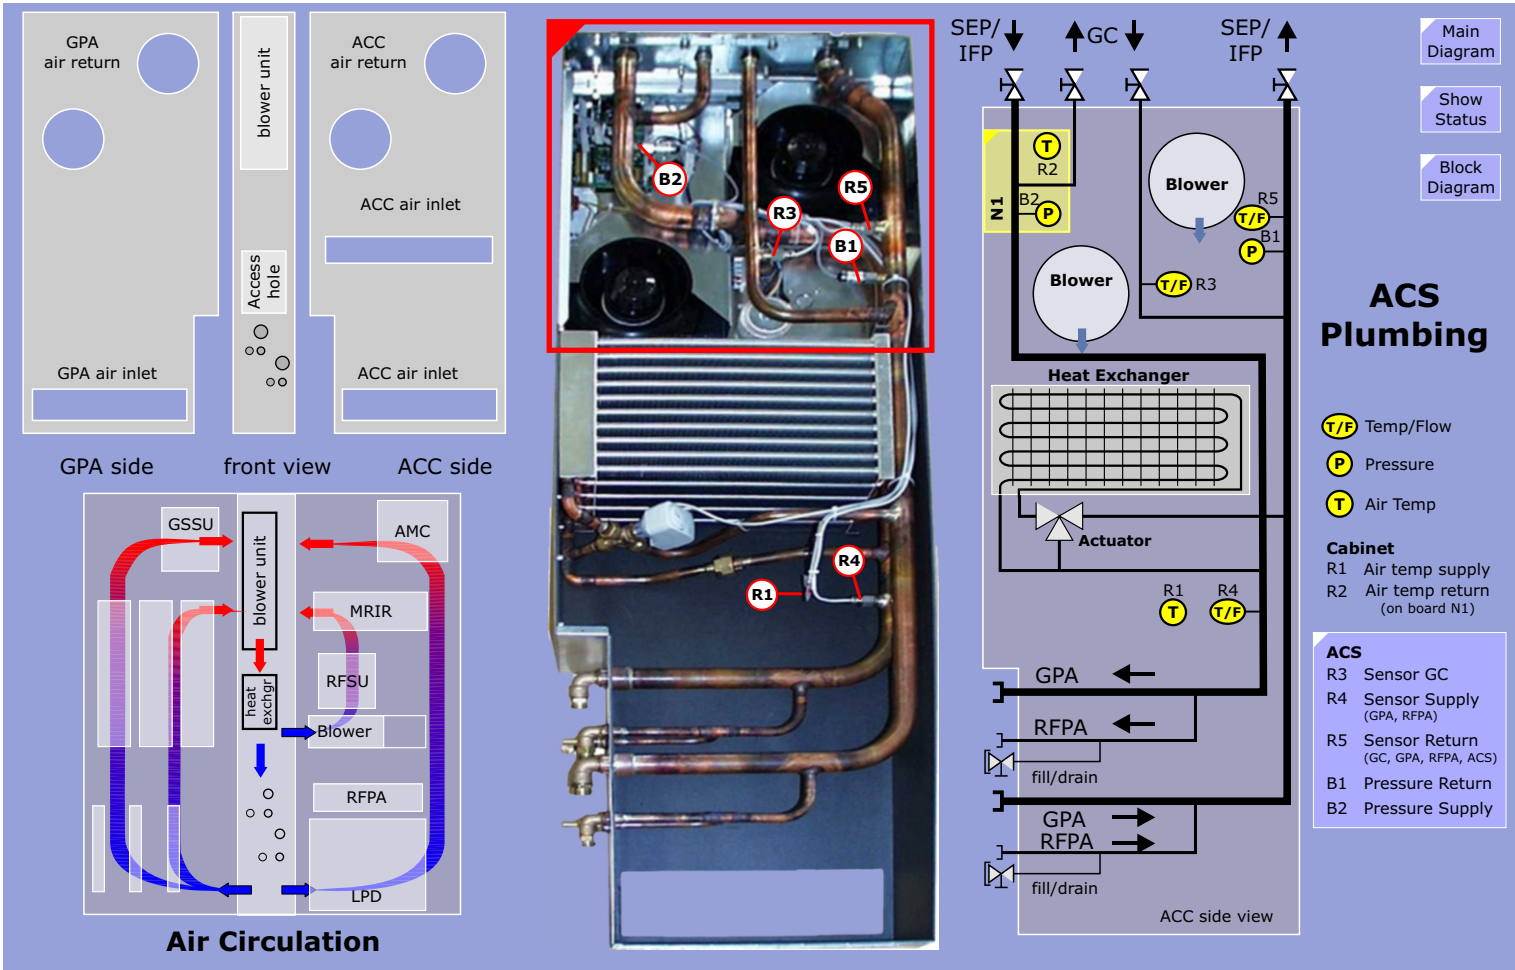 GPA
air return
blower unit
ACC
air return
ACC air inlet
Access
hole
GPA air inlet
ACC air inlet
GPA side
front view
ACC side
GSSU
blower unit
AMC
MRIR
RFSU
heat
exchgr
Blower
RFPA
LPD
Air Circulation
B2
R5
R3
B1
R4
R1
SEP/
IFP
GC
SEP/
IFP
T
R2
B2
P
N1
Blower
R5
T/F
B1
P
Blower
T/F
R3
Heat Exchanger
Actuator
R1
T
R4
T/F
GPA
RFPA
fill/drain
GPA
RFPA
fill/drain
ACC side view
Main
Diagram
Show
Status
Block
Diagram
ACS
Plumbing
T/F Temp/Flow
P Pressure
T Air Temp
Cabinet
R1 Air temp supply
R2 Air temp return
(on board N1)
ACS
R3 Sensor GC
R4 Sensor Supply
(GPA, RFPA)
R5 Sensor Return
(GC, GPA, RFPA, ACS)
B1 Pressure Return
B2 Pressure Supply